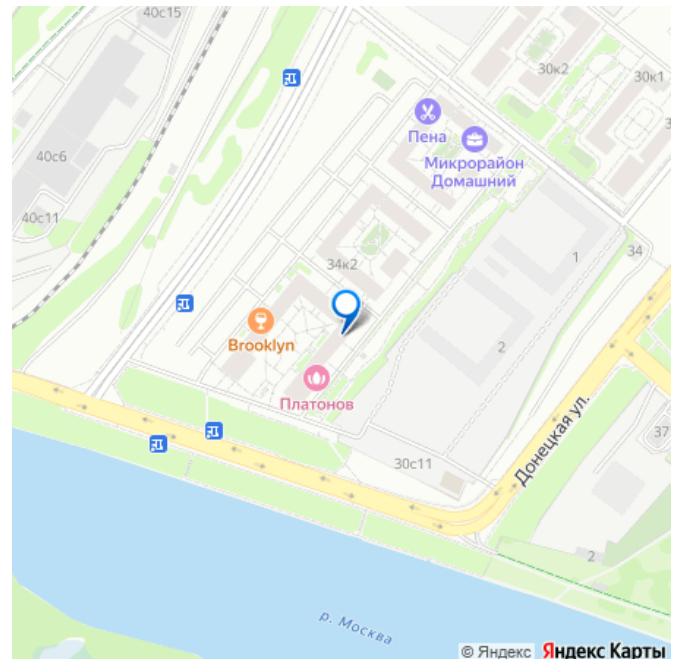 40с15
30к2
30к1
3
Пена
Микрорайон
Домашний
40с6
40с11
34
1
34к2
Brooklyn
2
Платонов
Донецкая ул.
37
30с11
2
р. Москва
© Яндекс Яндекс Карты